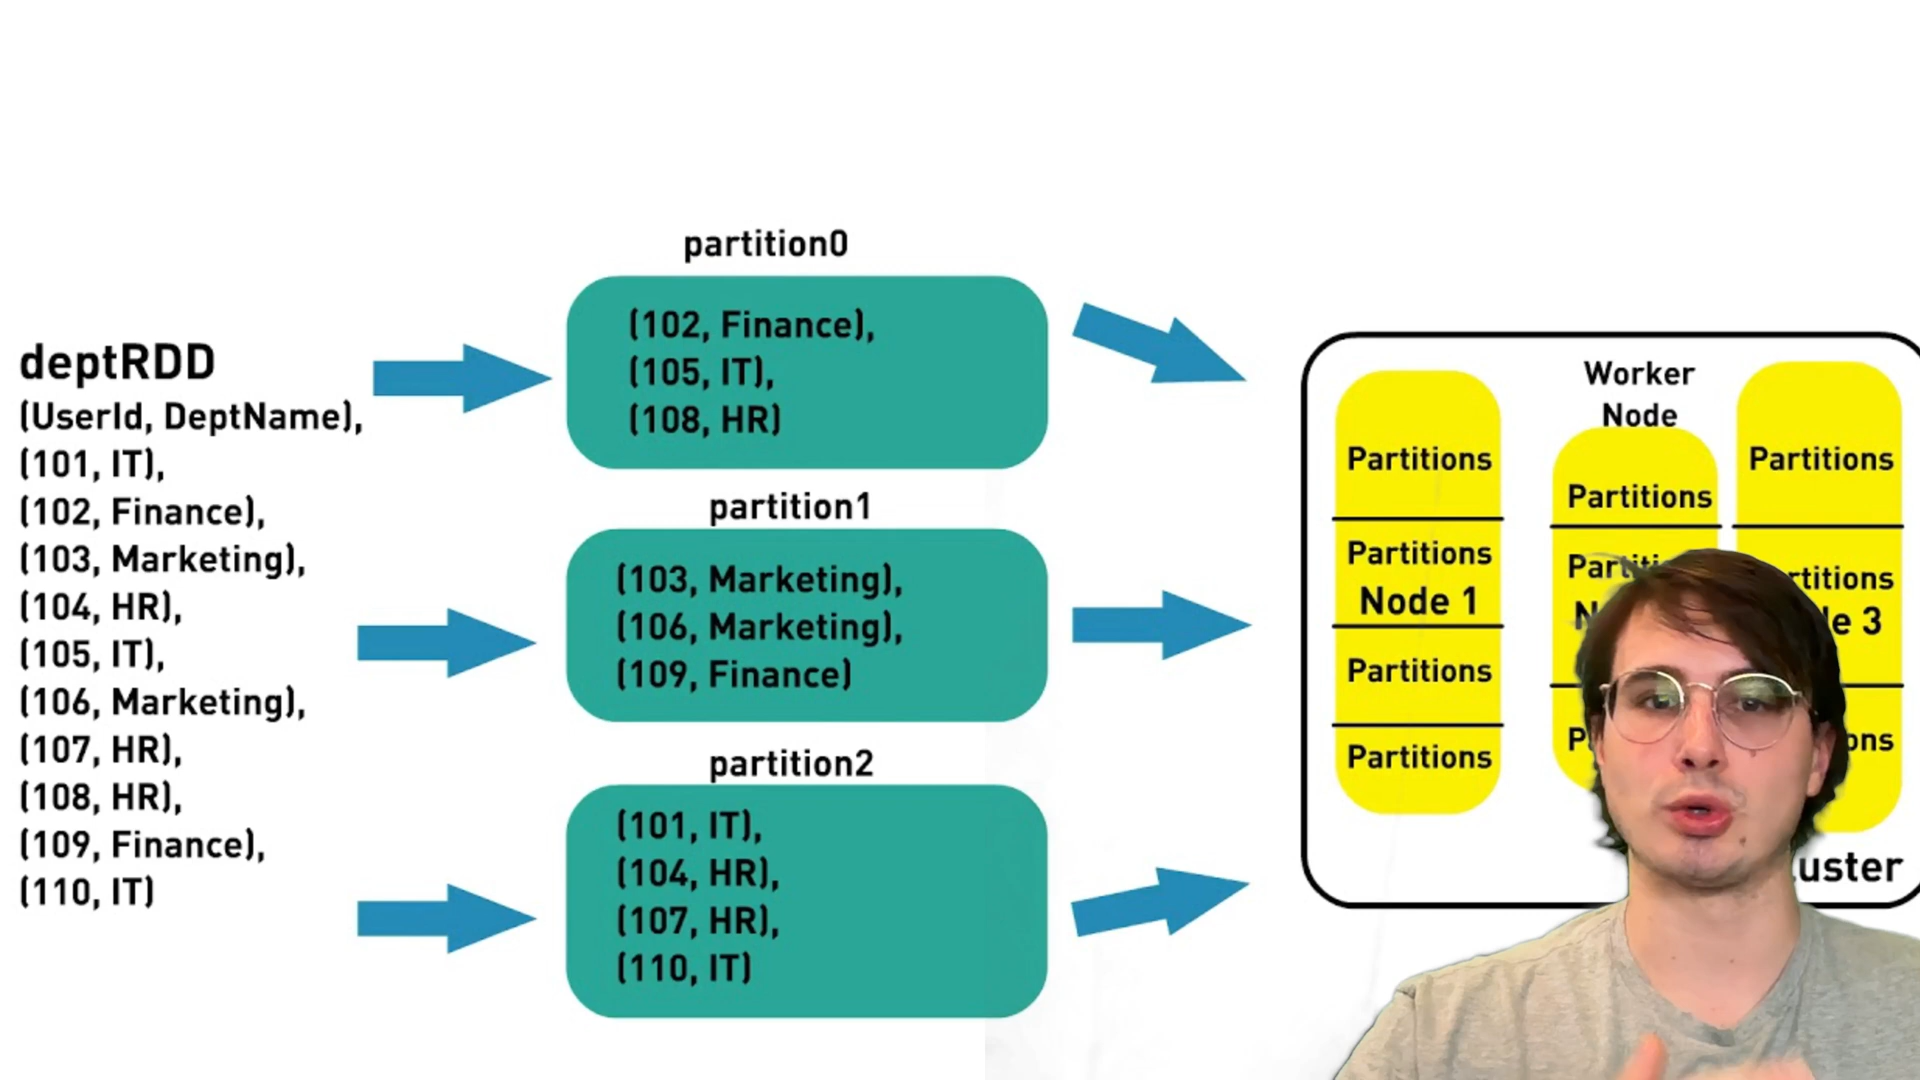 deptRDD
(UserId, DeptName),
(101, IT),
(102, Finance),
(103, Marketing),
(104, HR),
(105, IT),
(106, Marketing),
(107, HR),
(108, HR),
(109, Finance),
(110, IT)
partition0
(102, Finance),
(105, IT),
(108, HR)
partition1
(103, Marketing),
(106, Marketing),
(109, Finance)
partition2
(101, IT),
(104, HR),
(107, HR),
(110, IT)
Worker
Node
Partitions
Partitions
Node 1
Partitions
Partitions
Partitions
Partitions
3